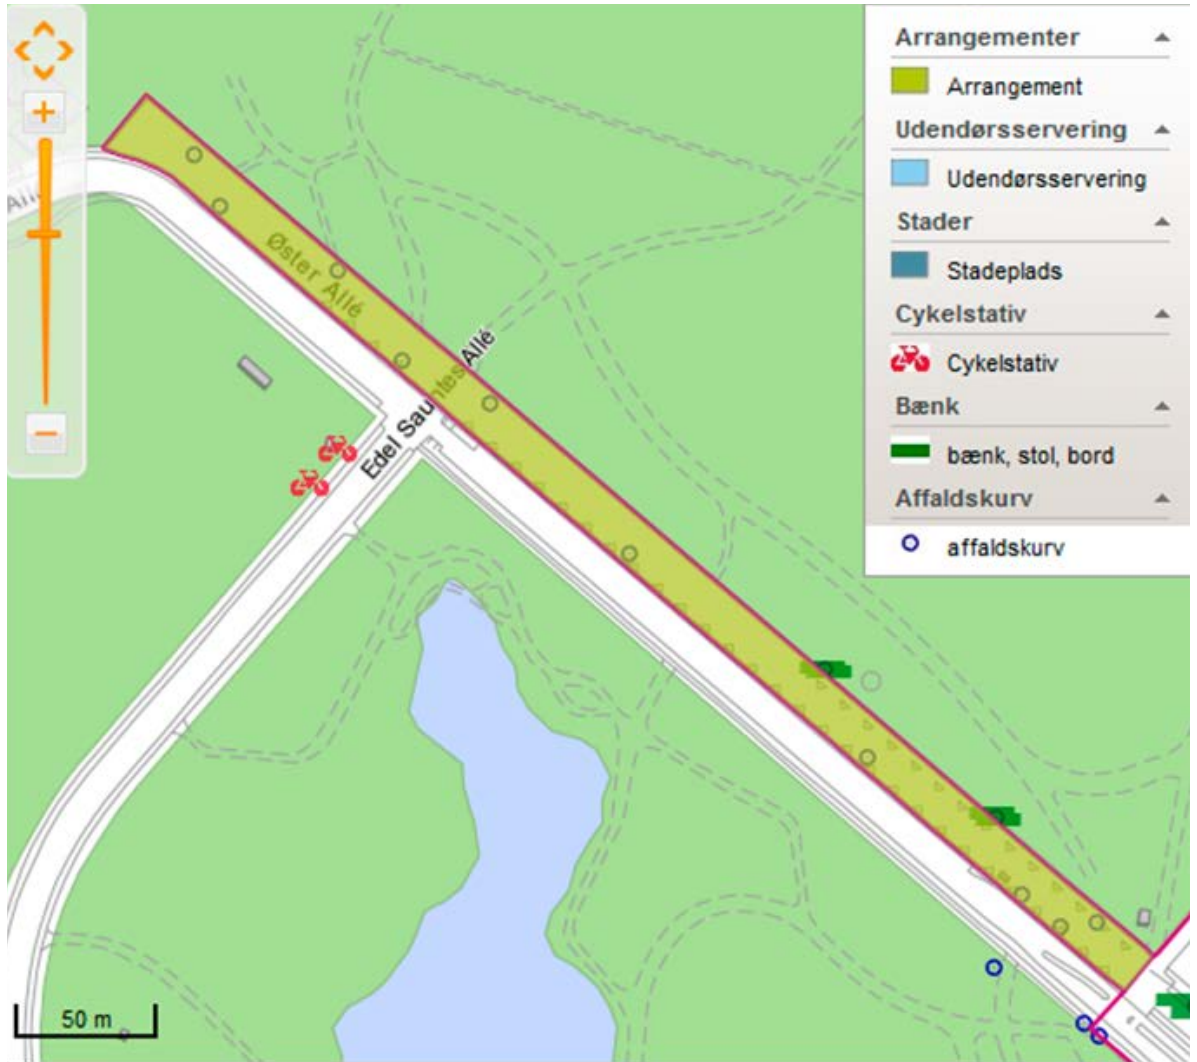 Arrangementer
Arrangement
Udendørsservering
Udendørsservering
Stader
Stadeplads
Cykelstativ
Cykelstativ
Bænk
bænk, stol, bord
Affaldskurv
affaldskurv
+
−
Øster Allé
Edel Sauntes Allé
50 m